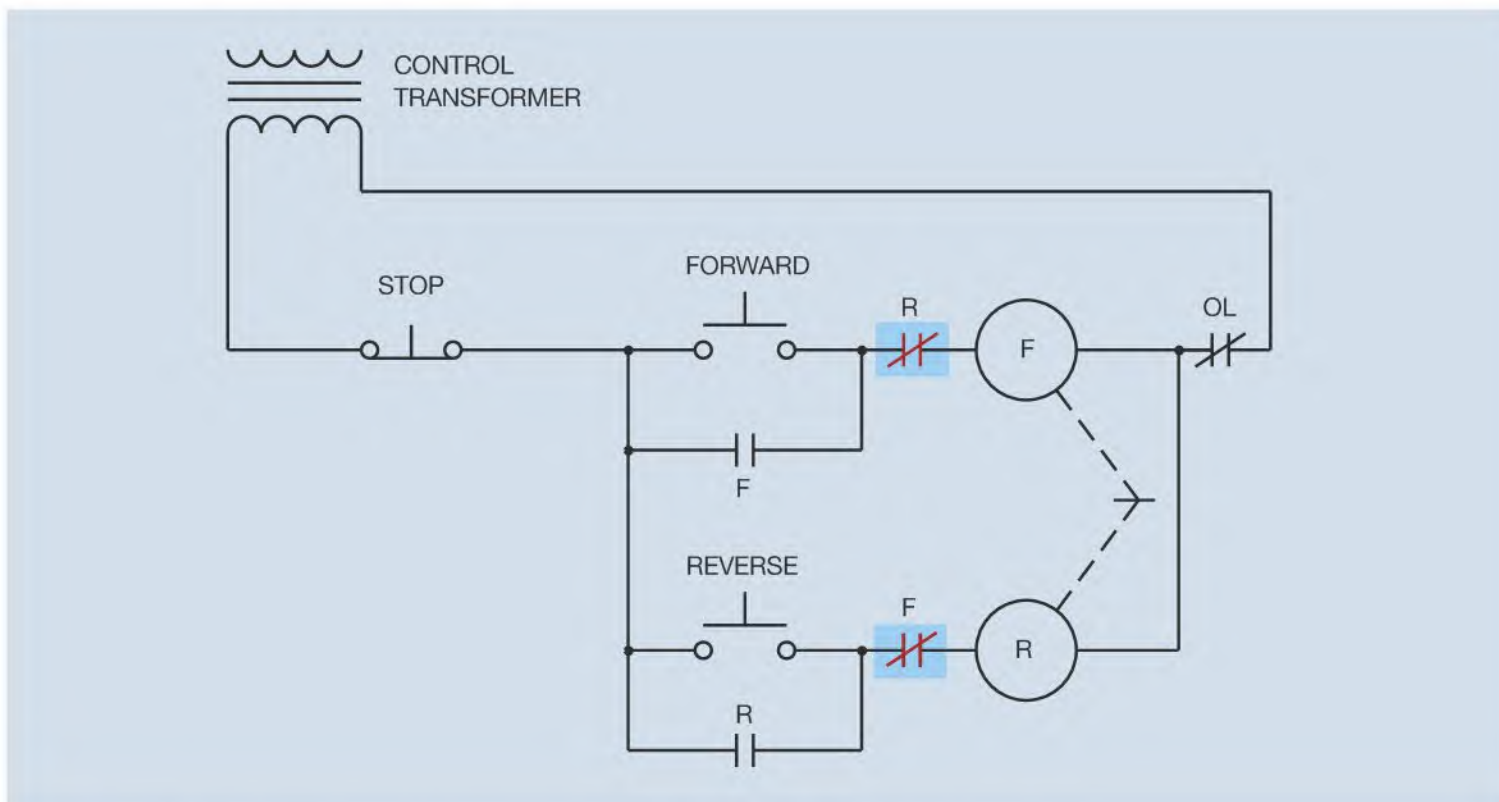 CONTROL
TRANSFORMER
FORWARD
STOP
R
OL
F
F
REVERSE
F
R
R